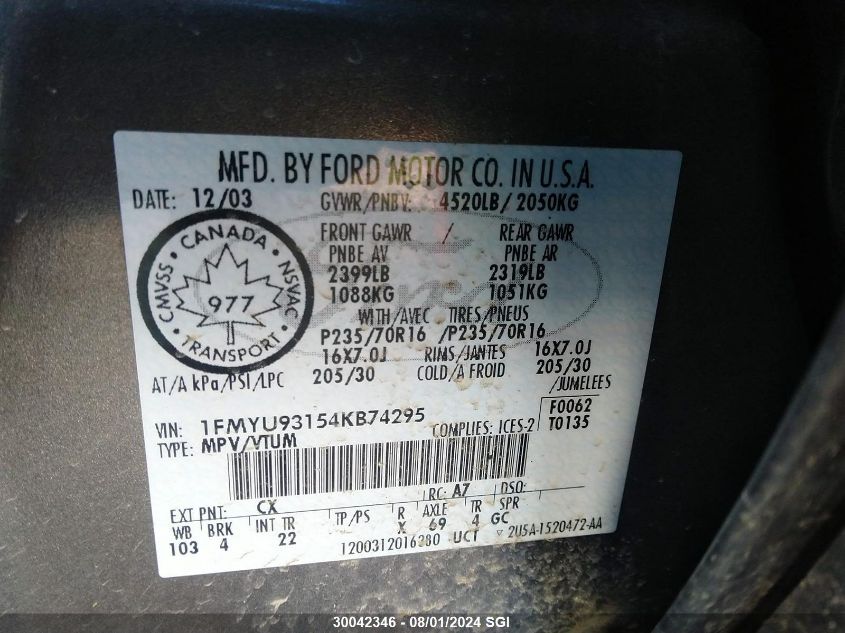 MFD. BY FORD MOTOR CO. IN U.S.A.
DATE: 12/03 GVWR/PNBV: 4520LB/ 2050KG
FRONT GAWR / REAR GAWR
PNBE AV PNBE AR
2399LB 2319LB
1088KG 1051KG
WITH/AVEC TIRES/PNEUS
P235/70R16 /P235/70R16
16X7.0J RIMS/JANTES 16X7.0J
AT/A kPa/PSI/LPC 205/30 COLD/A FROID 205/30
/JUMELEES
CANADA
CMVSS NSVAC
977
TRANSPORT
VIN: 1FMYU93154KB74295 F0062
TYPE: MPV/VTUM COMPLIES: ICES-2 T0135
EXT PNT: CX RC: A7 DSO:
WB BRK INT TR TP/PS R AXLE TR SPR
103 4 22 X 69 4 GC
1200312016280 UCT 2U5A-1520472-AA
30042346 - 08/01/2024 SGI